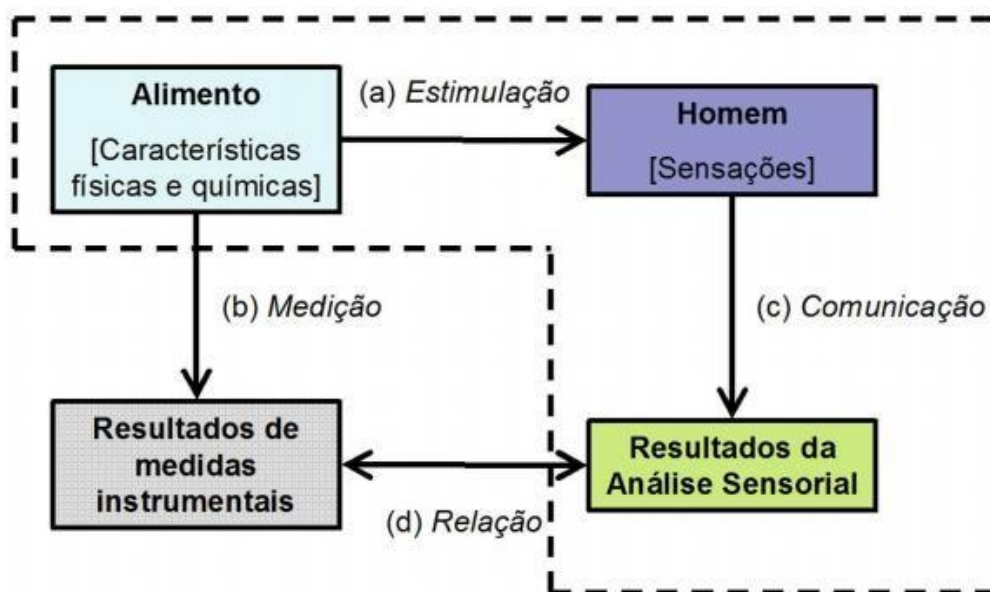 Alimento
[Características
físicas e químicas]
(a) Estimulação
Homem
[Sensações]
(b) Medição
(c) Comunicação
Resultados de
medidas
instrumentais
(d) Relação
Resultados da
Análise Sensorial